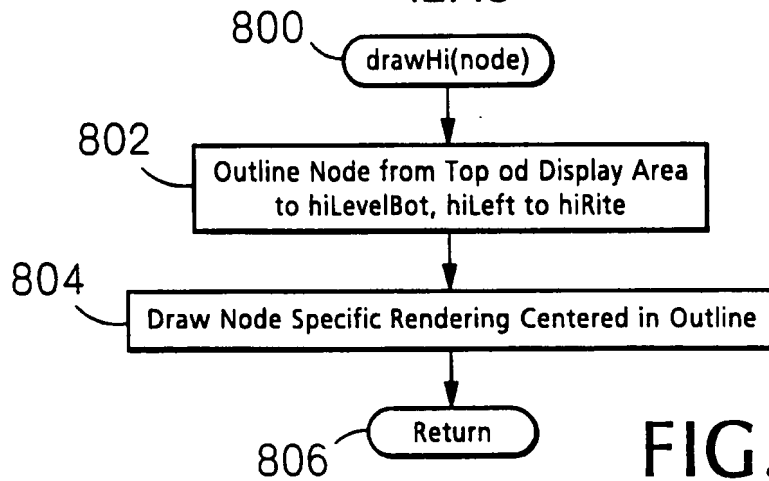 800
drawHi(node)
802
Outline Node from Top od Display Area
to hiLevelBot, hiLeft to hiRite
804
Draw Node Specific Rendering Centered in Outline
Return
806
FIG.